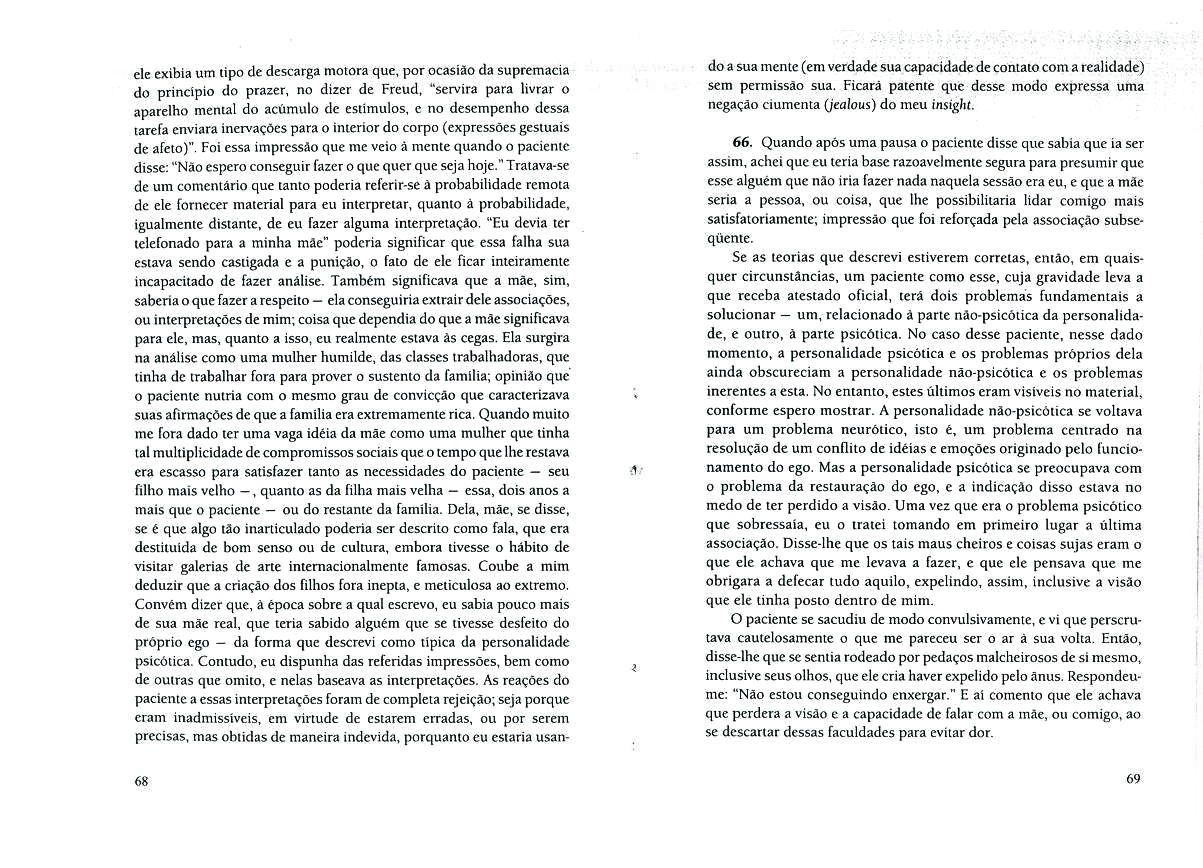 ele exibia um tipo de descarga motora que, por ocasião da supremacia
do princípio do prazer, no dizer de Freud, “servira para livrar o
aparelho mental do acúmulo de estímulos, e no desempenho dessa
tarefa enviara inervações para o interior do corpo (expressões gestuais
de afeto)”. Foi essa impressão que me veio à mente quando o paciente
disse: “Não espero conseguir fazer o que quer que seja hoje.” Tratava-se
de um comentário que tanto poderia referir-se à probabilidade remota
de ele fornecer material para eu interpretar, quanto à probabilidade,
igualmente distante, de eu fazer alguma interpretação. “Eu devia ter
telefonado para a minha mãe” poderia significar que essa falha sua
estava sendo castigada e a punição, o fato de ele ficar inteiramente
incapacitado de fazer análise. Também significava que a mãe, sim,
saberia o que fazer a respeito — ela conseguiria extrair dele associações,
ou interpretações de mim; coisa que dependia do que a mãe significava
para ele, mas, quanto a isso, eu realmente estava às cegas. Ela surgira
na análise como uma mulher humilde, das classes trabalhadoras, que
tinha de trabalhar fora para prover o sustento da família; opinião que
o paciente nutria com o mesmo grau de convicção que caracterizava
suas afirmações de que a família era extremamente rica. Quando muito
me fora dado ter uma vaga idéia da mãe como uma mulher que tinha
tal multiplicidade de compromissos sociais que o tempo que lhe restava
era escasso para satisfazer tanto as necessidades do paciente — seu
filho mais velho —, quanto as da filha mais velha — essa, dois anos a
mais que o paciente — ou do restante da família. Dela, mãe, se disse,
se é que algo tão inarticulado poderia ser descrito como fala, que era
destituída de bom senso ou de cultura, embora tivesse o hábito de
visitar galerias de arte internacionalmente famosas. Coube a mim
deduzir que a criação dos filhos fora inepta, e meticulosa ao extremo.
Convém dizer que, à época sobre a qual escrevo, eu sabia pouco mais
de sua mãe real, que teria sabido alguém que se tivesse desfeito do
próprio ego — da forma que descrevi como típica da personalidade
psicótica. Contudo, eu dispunha das referidas impressões, bem como
de outras que omito, e nelas baseava as interpretações. As reações do
paciente a essas interpretações foram de completa rejeição; seja porque
eram inadmissíveis, em virtude de estarem erradas, ou por serem
precisas, mas obtidas de maneira indevida, porquanto eu estaria usan-
68
do a sua mente (em verdade sua capacidade de contato com a realidade)
sem permissão sua. Ficará patente que desse modo expressa uma
negação ciumenta (jealous) do meu insight.
66. Quando após uma pausa o paciente disse que sabia que ia ser
assim, achei que eu teria base razoavelmente segura para presumir que
esse alguém que não iria fazer nada naquela sessão era eu, e que a mãe
seria a pessoa, ou coisa, que lhe possibilitaria lidar comigo mais
satisfatoriamente; impressão que foi reforçada pela associação subse-
qüente.
Se as teorias que descrevi estiverem corretas, então, em quais-
quer circunstâncias, um paciente como esse, cuja gravidade leva a
que receba atestado oficial, terá dois problemas fundamentais a
solucionar — um, relacionado à parte não-psicótica da personalida-
de, e outro, à parte psicótica. No caso desse paciente, nesse dado
momento, a personalidade psicótica e os problemas próprios dela
ainda obscureciam a personalidade não-psicótica e os problemas
inerentes a esta. No entanto, estes últimos eram visíveis no material,
conforme espero mostrar. A personalidade não-psicótica se voltava
para um problema neurótico, isto é, um problema centrado na
resolução de um conflito de idéias e emoções originado pelo funcio-
namento do ego. Mas a personalidade psicótica se preocupava com
o problema da restauração do ego, e a indicação disso estava no
medo de ter perdido a visão. Uma vez que era o problema psicótico
que sobressaía, eu o tratei tomando em primeiro lugar a última
associação. Disse-lhe que os tais maus cheiros e coisas sujas eram o
que ele achava que me levava a fazer, e que ele pensava que me
obrigara a defecar tudo aquilo, expelindo, assim, inclusive a visão
que ele tinha posto dentro de mim.
O paciente se sacudiu de modo convulsivamente, e vi que perscru-
tava cautelosamente o que me pareceu ser o ar à sua volta. Então,
disse-lhe que se sentia rodeado por pedaços malcheirosos de si mesmo,
inclusive seus olhos, que ele cria haver expelido pelo ânus. Respondeu-
me: “Não estou conseguindo enxergar.” E aí comento que ele achava
que perdera a visão e a capacidade de falar com a mãe, ou comigo, ao
se descartar dessas faculdades para evitar dor.
69